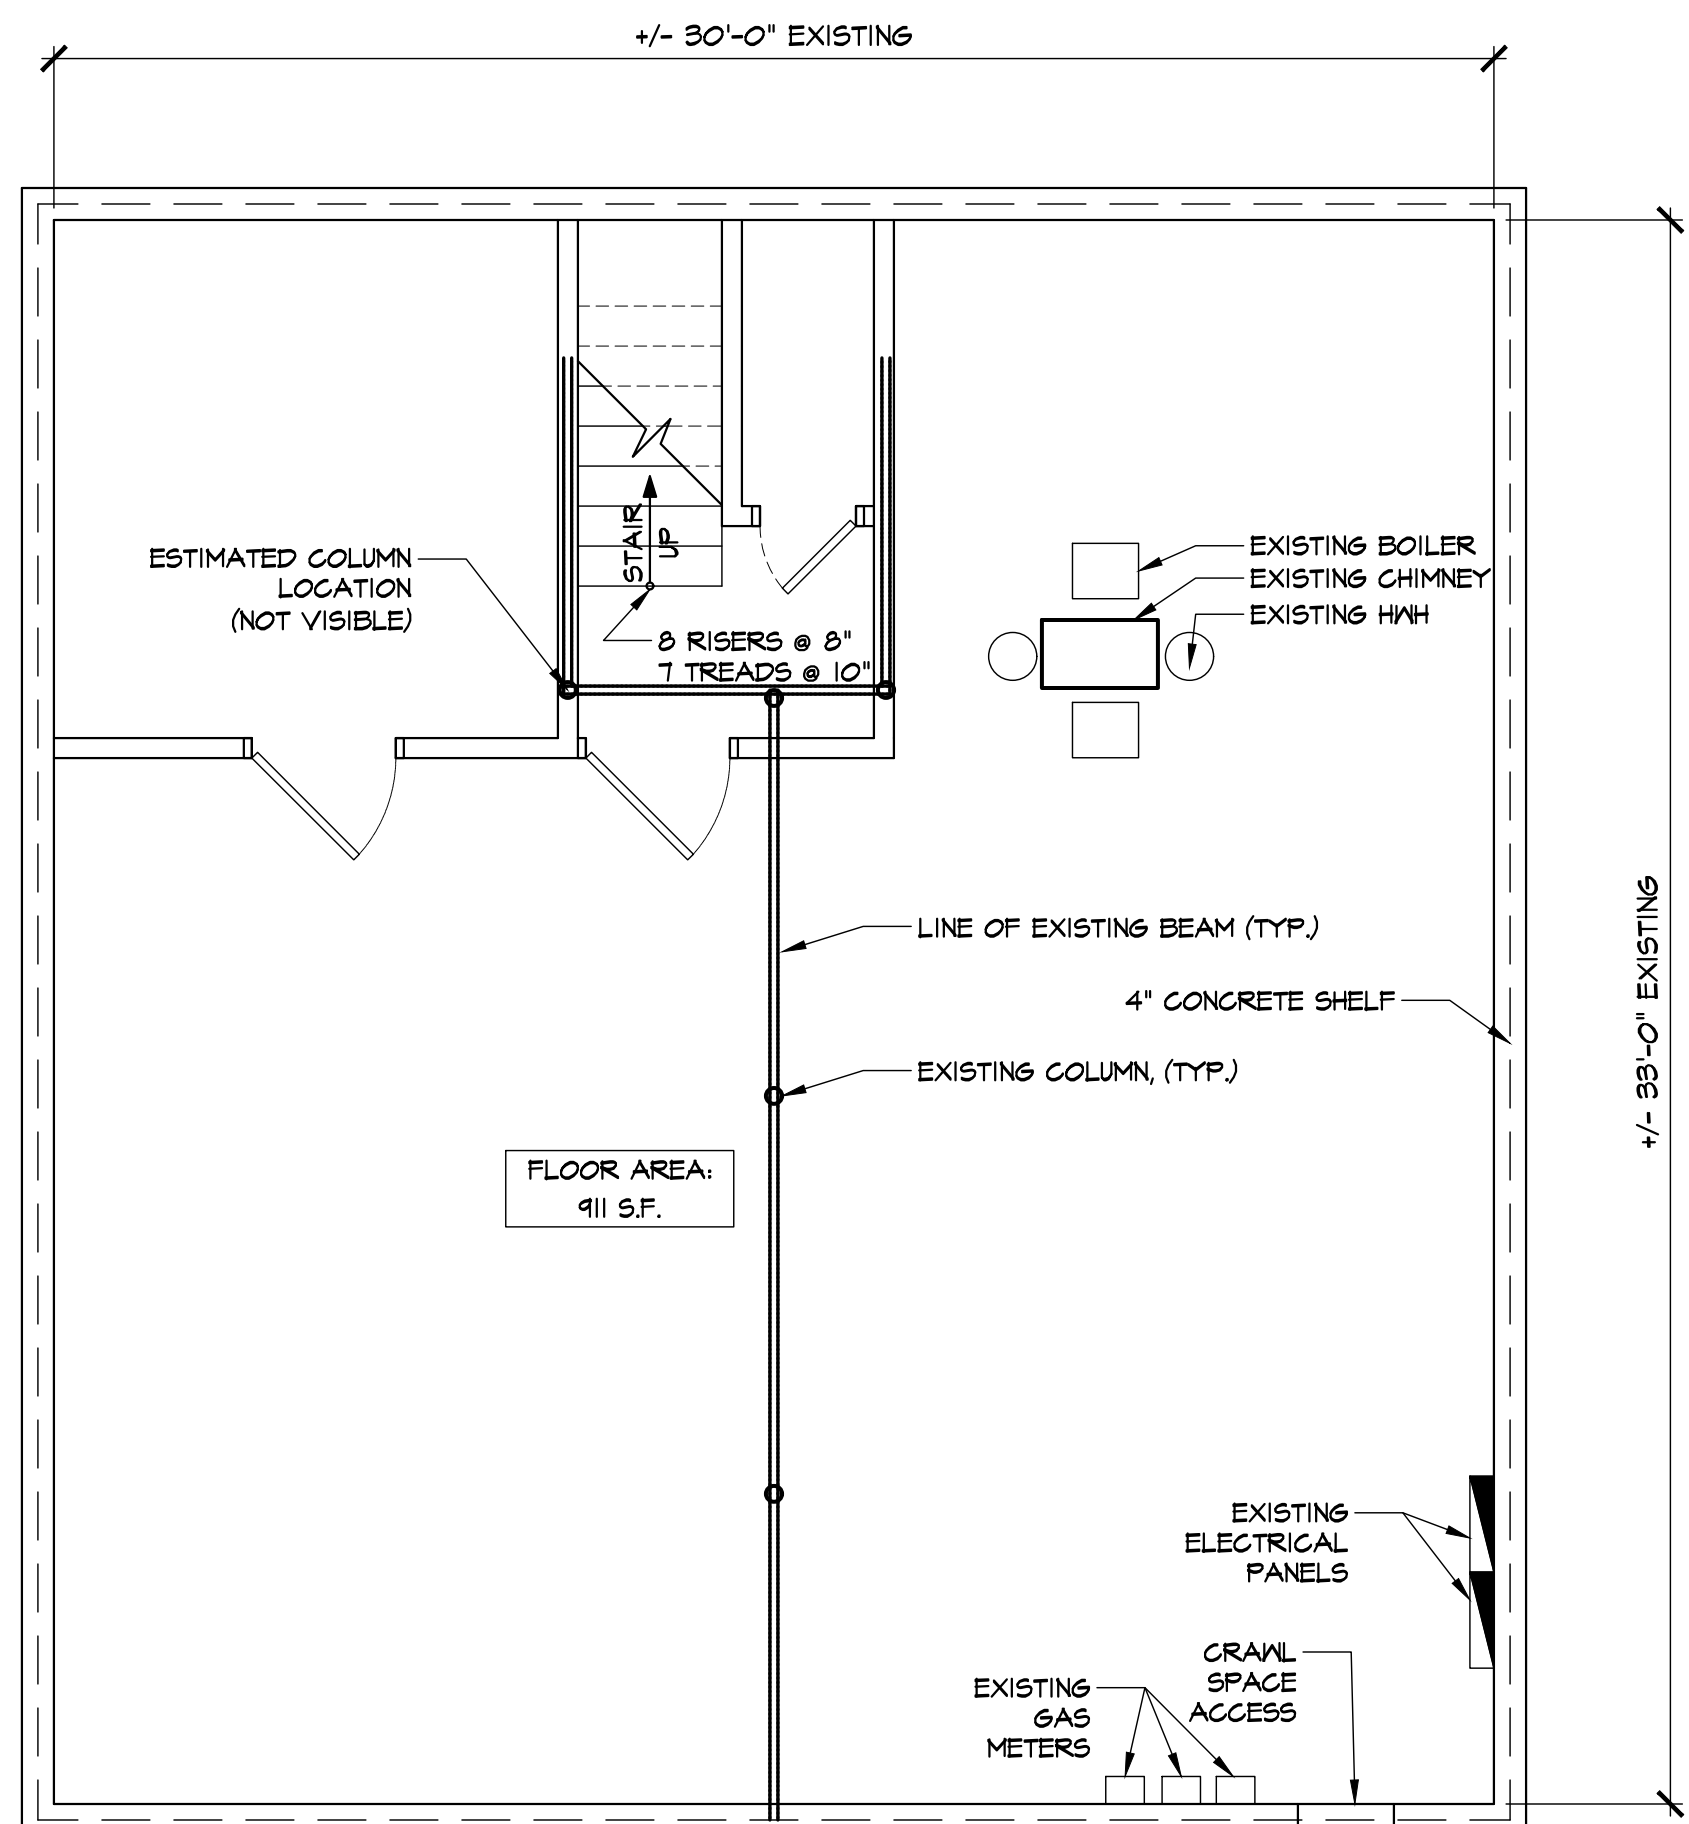 +/- 30'-0" EXISTING
STAIR
UP
ESTIMATED COLUMN
LOCATION
(NOT VISIBLE)
8 RISERS @ 8"
7 TREADS @ 10"
EXISTING BOILER
EXISTING CHIMNEY
EXISTING HWH
LINE OF EXISTING BEAM (TYP.)
4" CONCRETE SHELF
+/- 33'-0" EXISTING
EXISTING COLUMN, (TYP.)
FLOOR AREA:
911 S.F.
EXISTING
ELECTRICAL
PANELS
CRAWL
SPACE
ACCESS
EXISTING
GAS
METERS